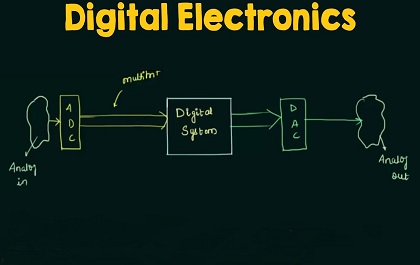 Digital Electronics
multibit
Analog
in
A
D
C
Digital
System
D
A
C
Analog
out